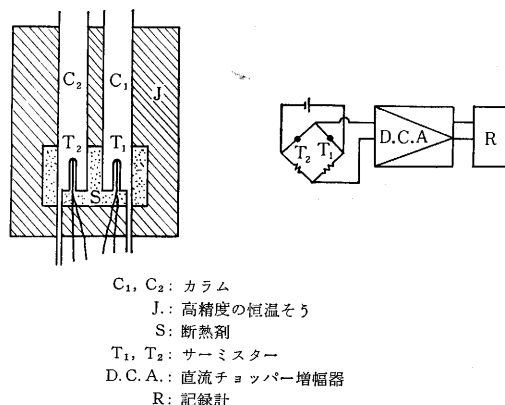 C₂ C₁ J
T₂ T₁
S
T₂ T₁ D.C.A R
C₁, C₂: カラム
J.: 高精度の恒温そう
S: 断熱剤
T₁, T₂: サーミスター
D.C.A.: 直流チョッパー増幅器
R: 記録計